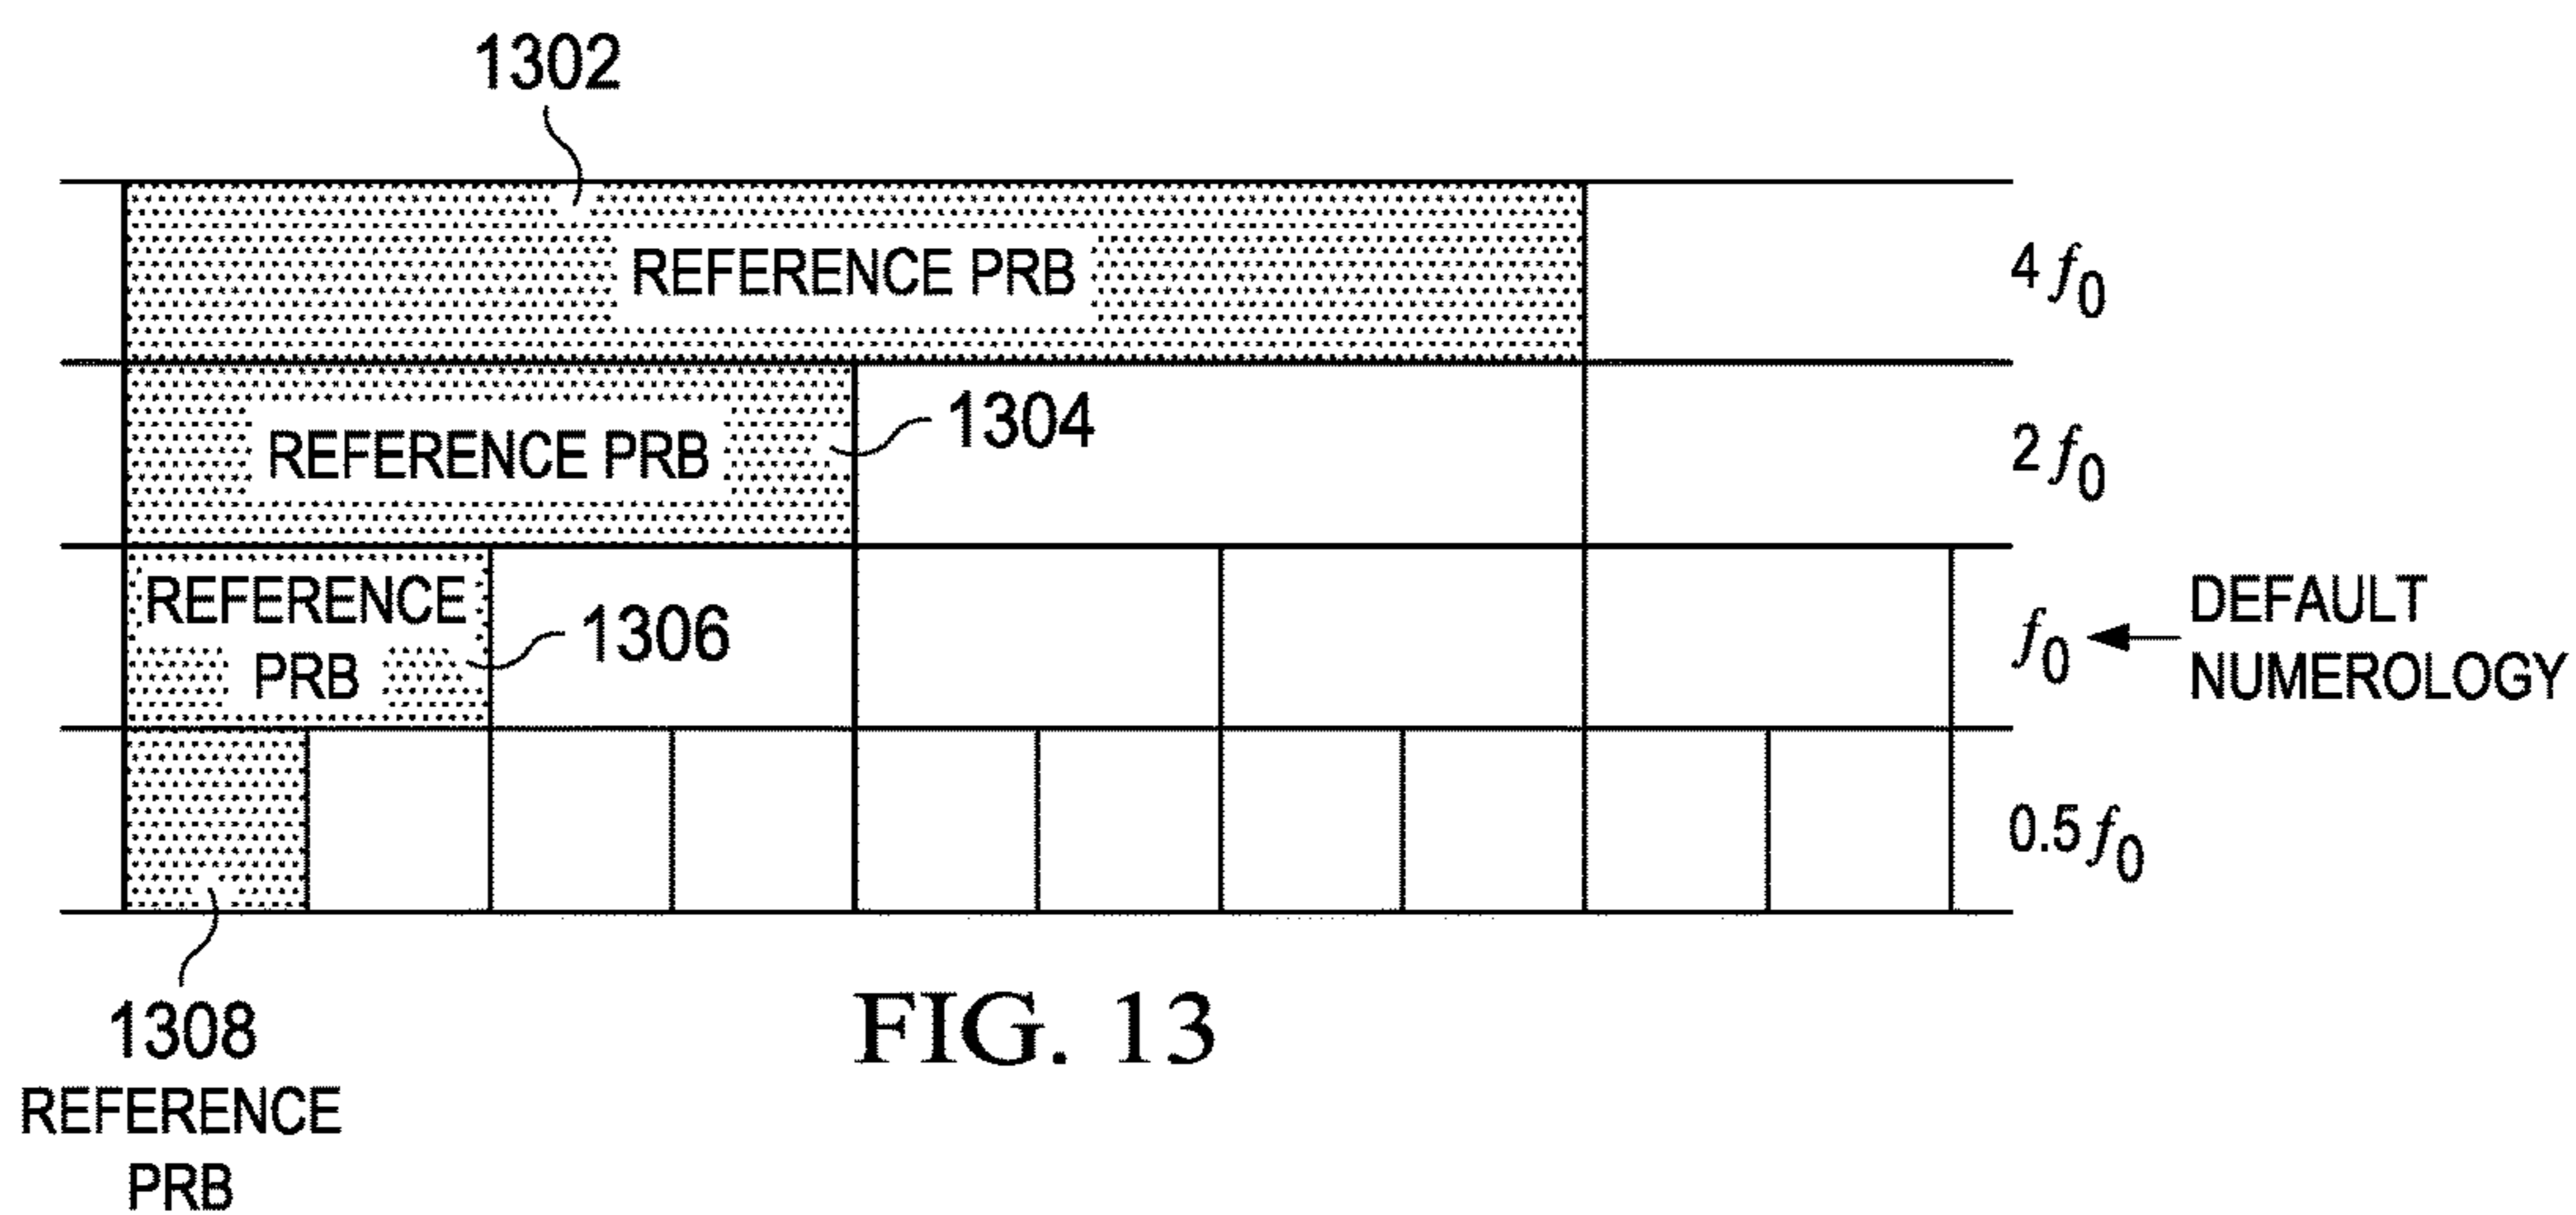 1302
REFERENCE PRB
4 f0
REFERENCE PRB
1304
2 f0
REFERENCE
PRB
1306
f0
DEFAULT
NUMEROLOGY
0.5 f0
1308
REFERENCE
PRB
FIG. 13